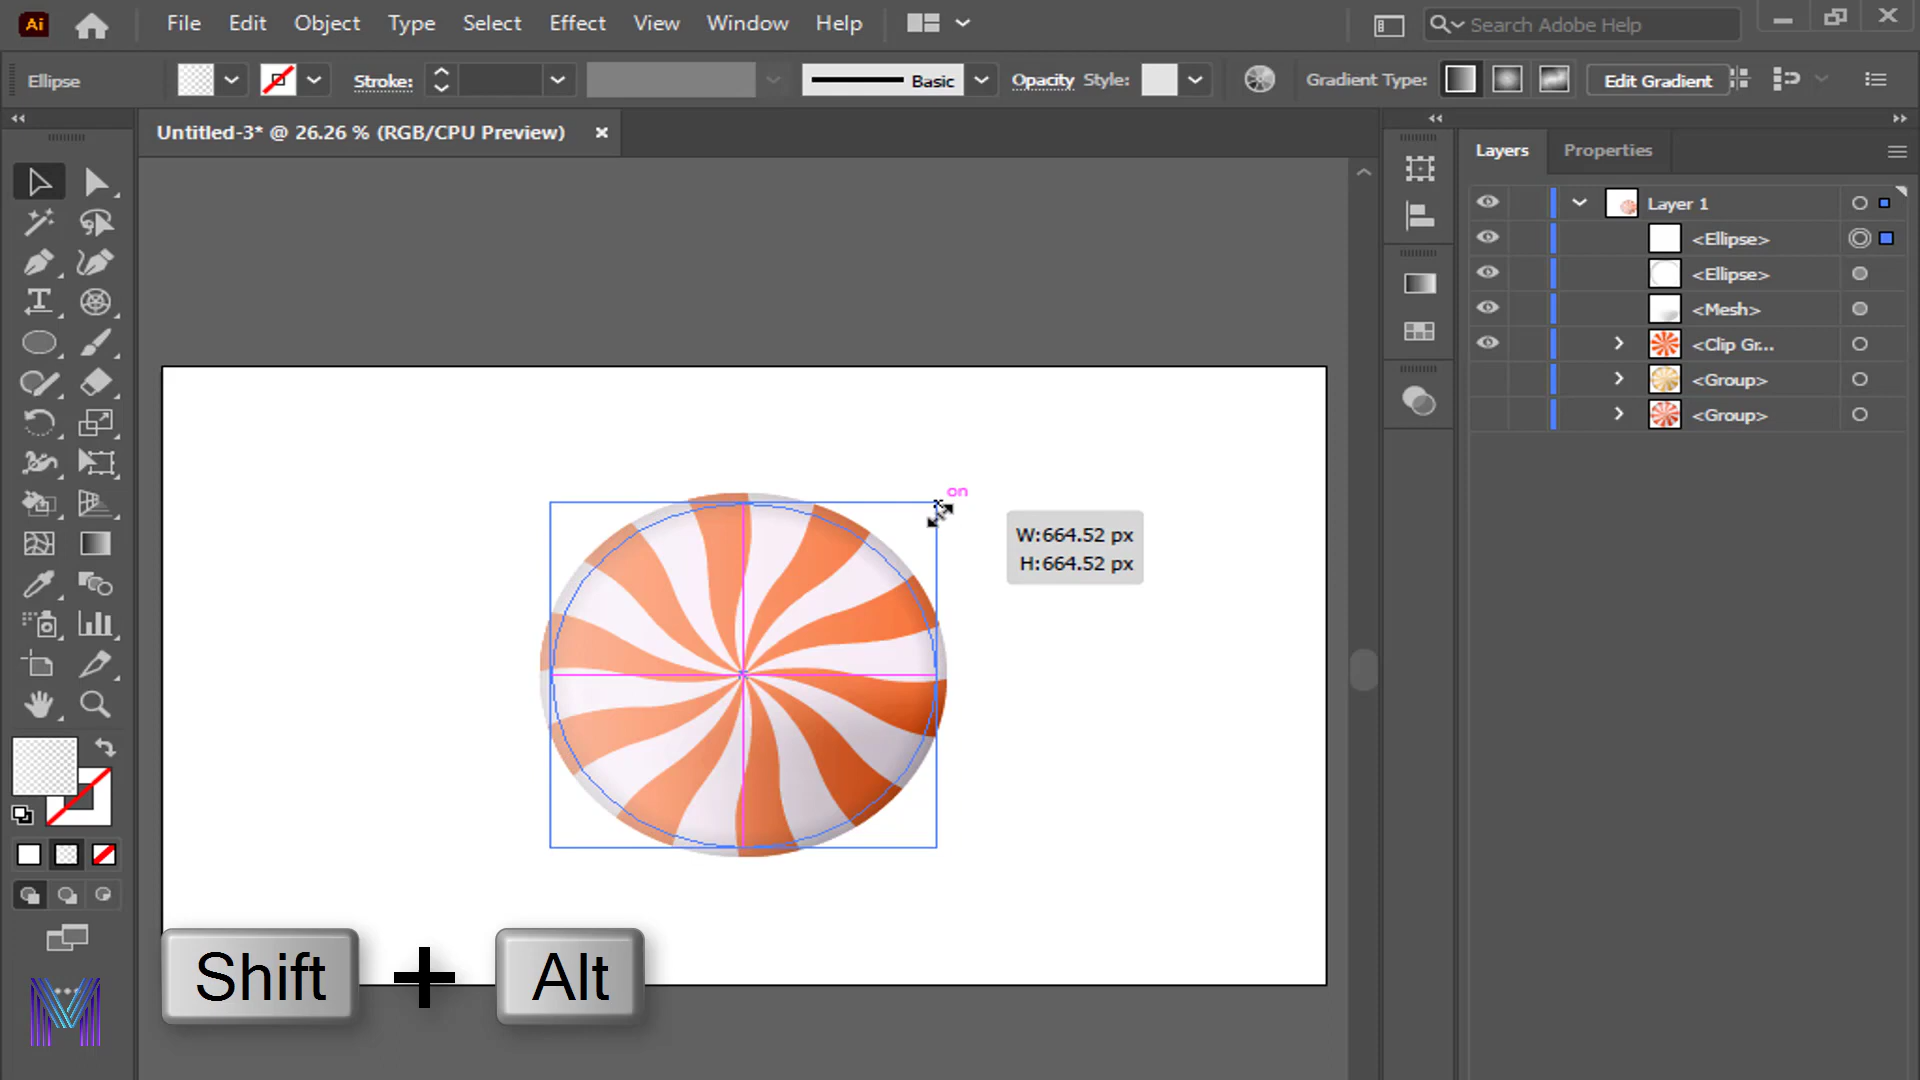 Ai File Edit Object Type Select Effect View Window Help Search Adobe Help
Ellipse Stroke: Basic Opacity Style: Gradient Type: Edit Gradient
Untitled-3* @ 26.26 % (RGB/CPU Preview)
Layers Properties
Layer 1
<Ellipse>
<Ellipse>
<Mesh>
<Clip Gr...
<Group>
<Group>
on
W:664.52 px
H:664.52 px
Shift + Alt